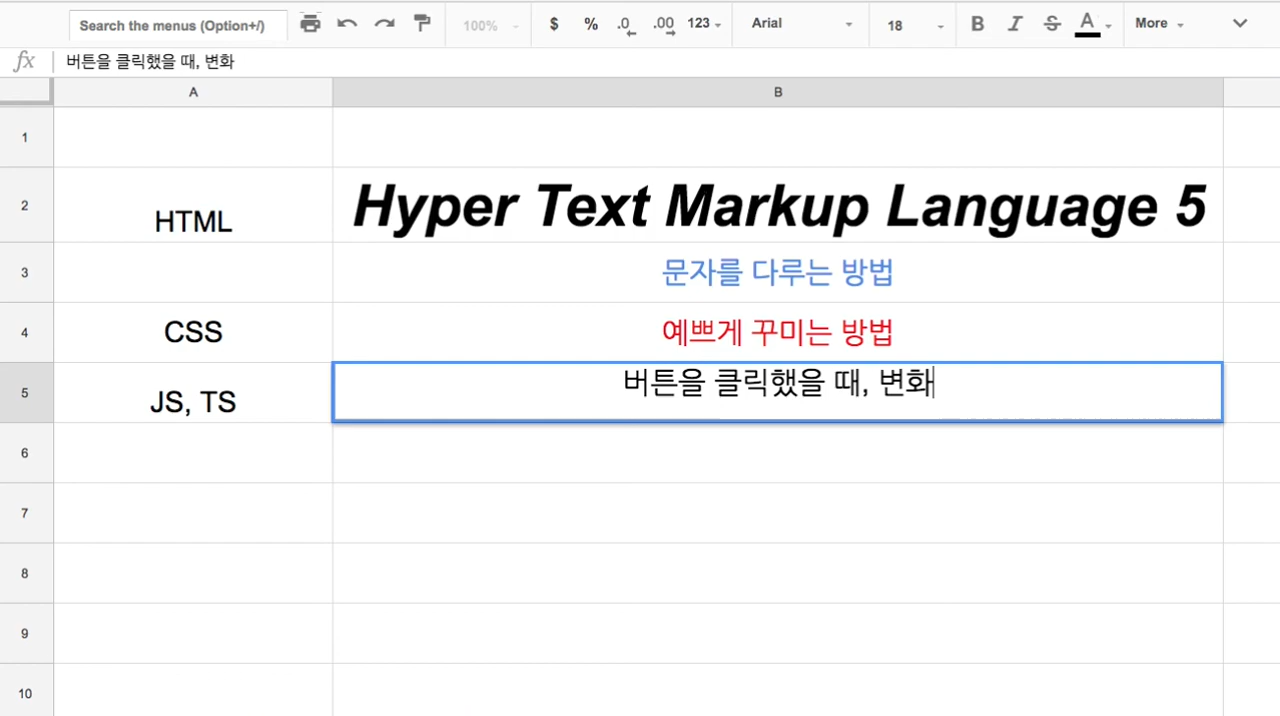 Search the menus (Option+/) 100% $ % .0 .00 123 Arial 18 B I S A More
fx 버튼을 클릭했을 때, 변화
A B
1
2 HTML Hyper Text Markup Language 5
3 문자를 다루는 방법
4 CSS 예쁘게 꾸미는 방법
5 JS, TS 버튼을 클릭했을 때, 변화
6
7
8
9
10